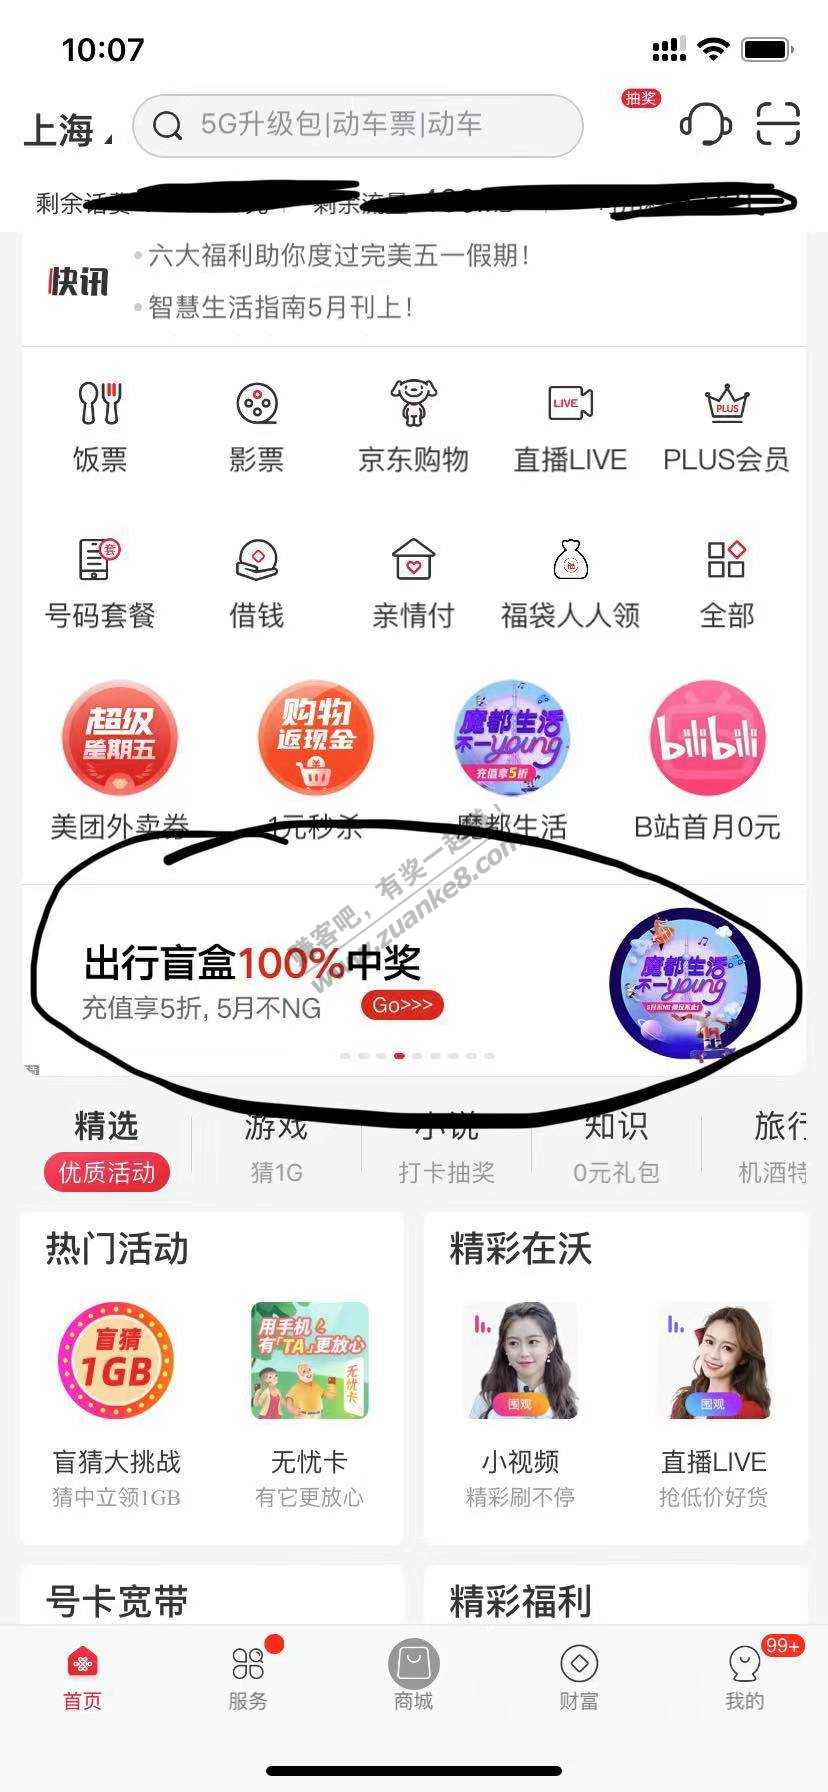 10:07
抽奖
上海
5G升级包|动车票|动车
剩余话费 剩余流量
快讯
六大福利助你度过完美五一假期!
智慧生活指南5月刊上!
LIVE
PLUS
饭票 影票 京东购物 直播LIVE PLUS会员
套
号码套餐 借钱 亲情付 福袋人人领 全部
超级
星期五
购物
返现金
魔都生活
不一young
充值享5折
bilibili
美团外卖券 1元秒杀 魔都生活 B站首月0元
赚客吧,有奖一起赚!
www.zuanke8.com
出行盲盒100%中奖
充值享5折, 5月不NG
Go>>>
魔都生活
不一young
精选 游戏 小说 知识 旅行
优质活动 猜1G 打卡抽奖 0元礼包 机酒特
热门活动
盲猜
1GB
用手机
有「TA」更放心
无忧卡
盲猜大挑战 无忧卡
猜中立领1GB 有它更放心
精彩在沃
围观
围观
小视频 直播LIVE
精彩刷不停 抢低价好货
号卡宽带 精彩福利
99+
首页 服务 商城 财富 我的